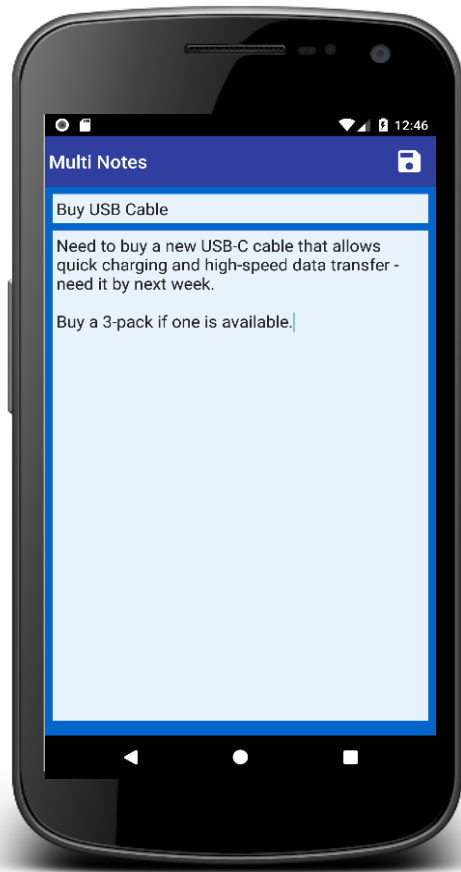 12:46
Multi Notes
Buy USB Cable
Need to buy a new USB-C cable that allows
quick charging and high-speed data transfer -
need it by next week.
Buy a 3-pack if one is available.